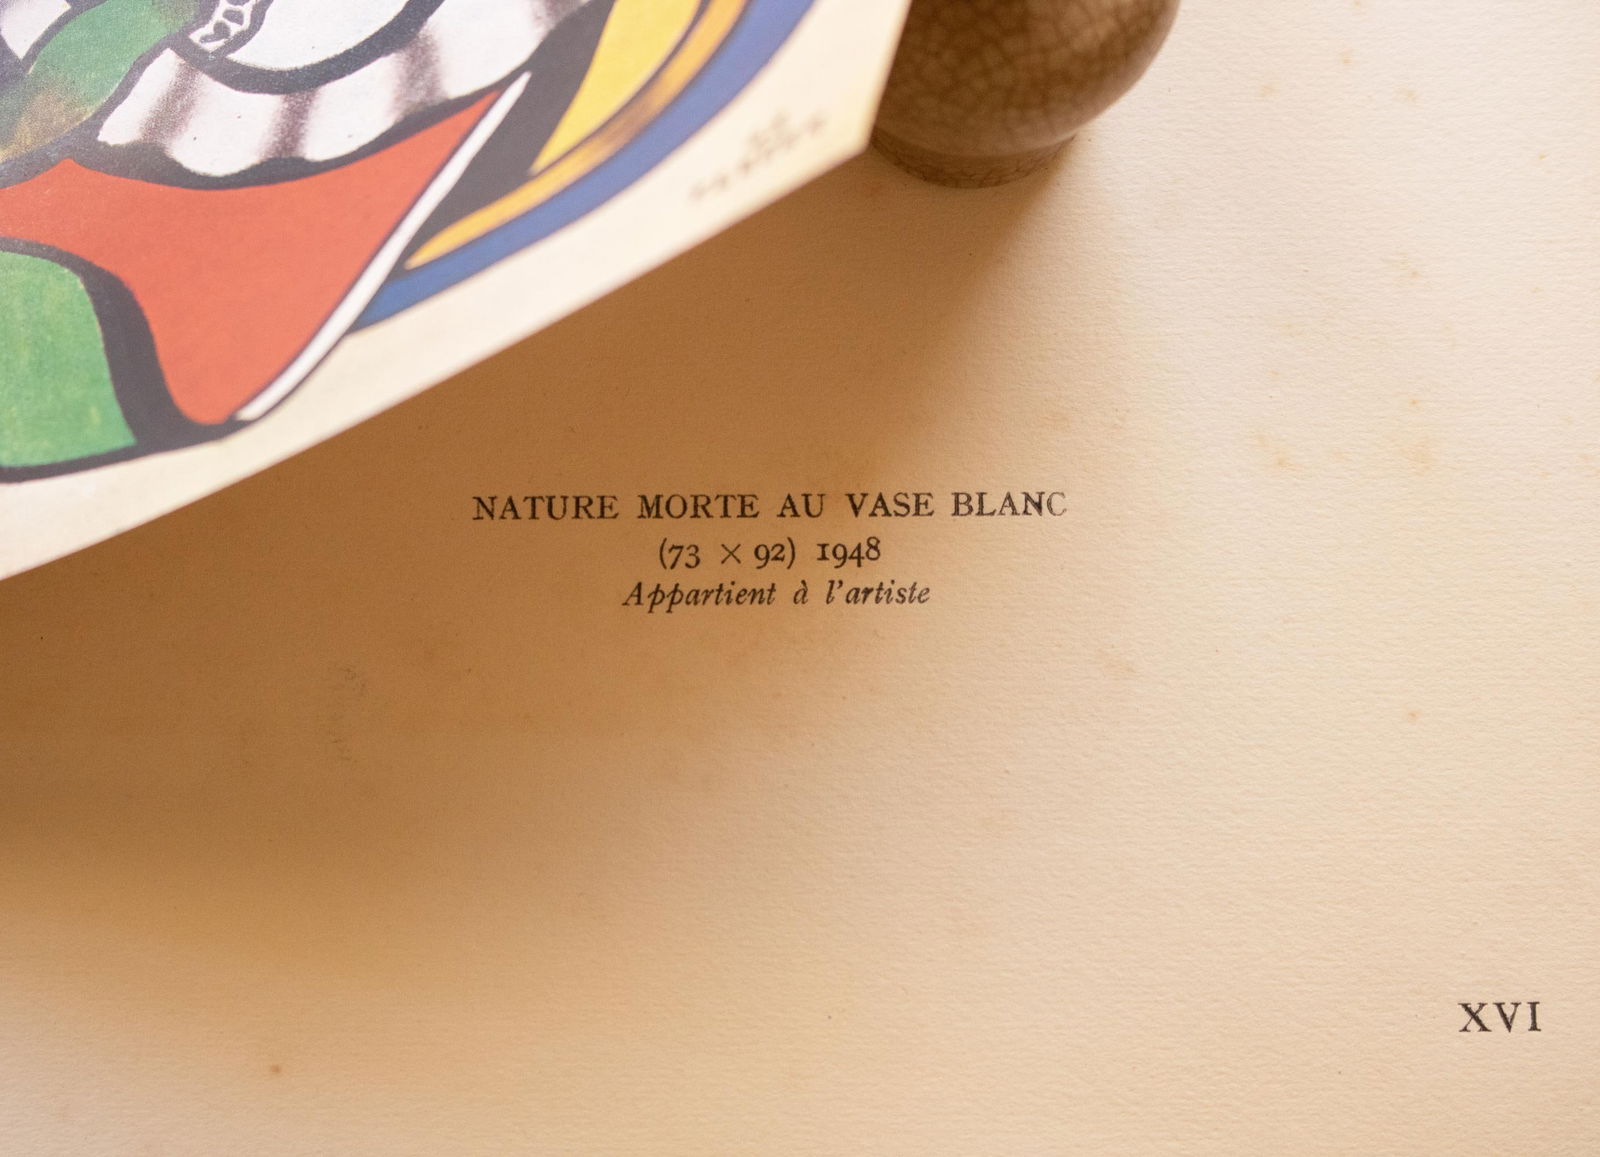 NATURE MORTE AU VASE BLANC
(73 × 92) 1948
Appartient à l'artiste
XVI